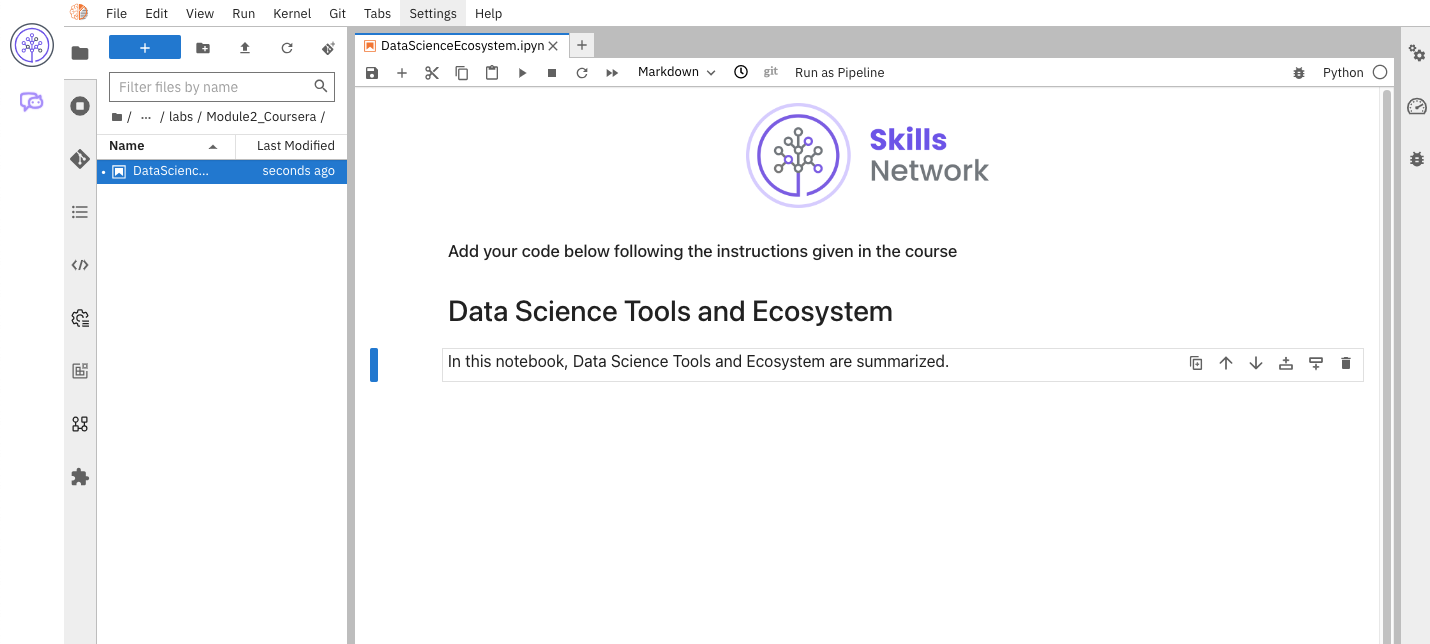 File Edit View Run Kernel Git Tabs Settings Help
Filter files by name
/ ... / labs / Module2_Coursera /
Name Last Modified
DataScienc... seconds ago
DataScienceEcosystem.ipyn
Markdown git Run as Pipeline Python
Skills
Network
Add your code below following the instructions given in the course
Data Science Tools and Ecosystem
In this notebook, Data Science Tools and Ecosystem are summarized.